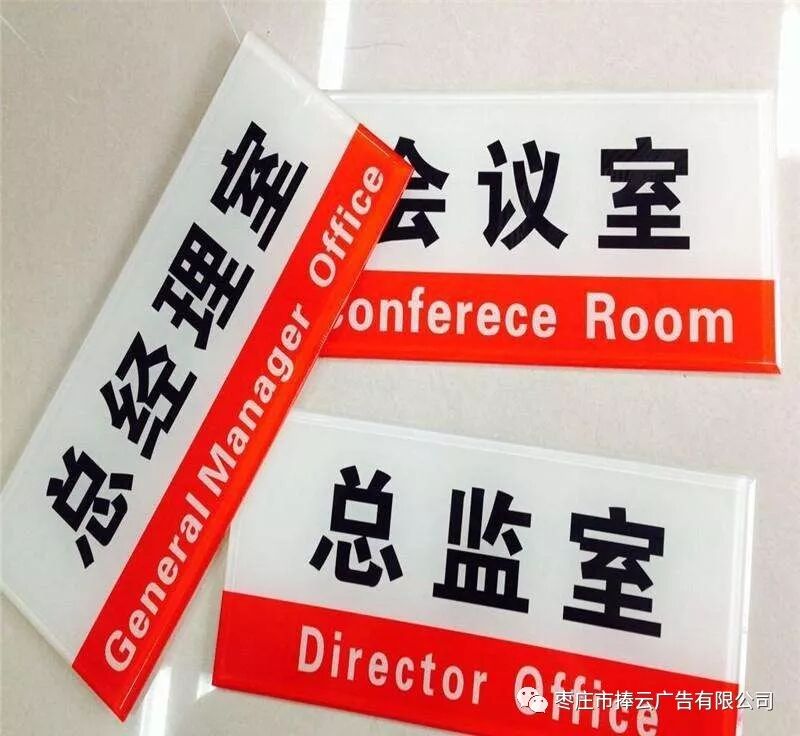 总经理室
General Manager Office
会议室
Conferece Room
总监室
Director Office
枣庄市捧云广告有限公司